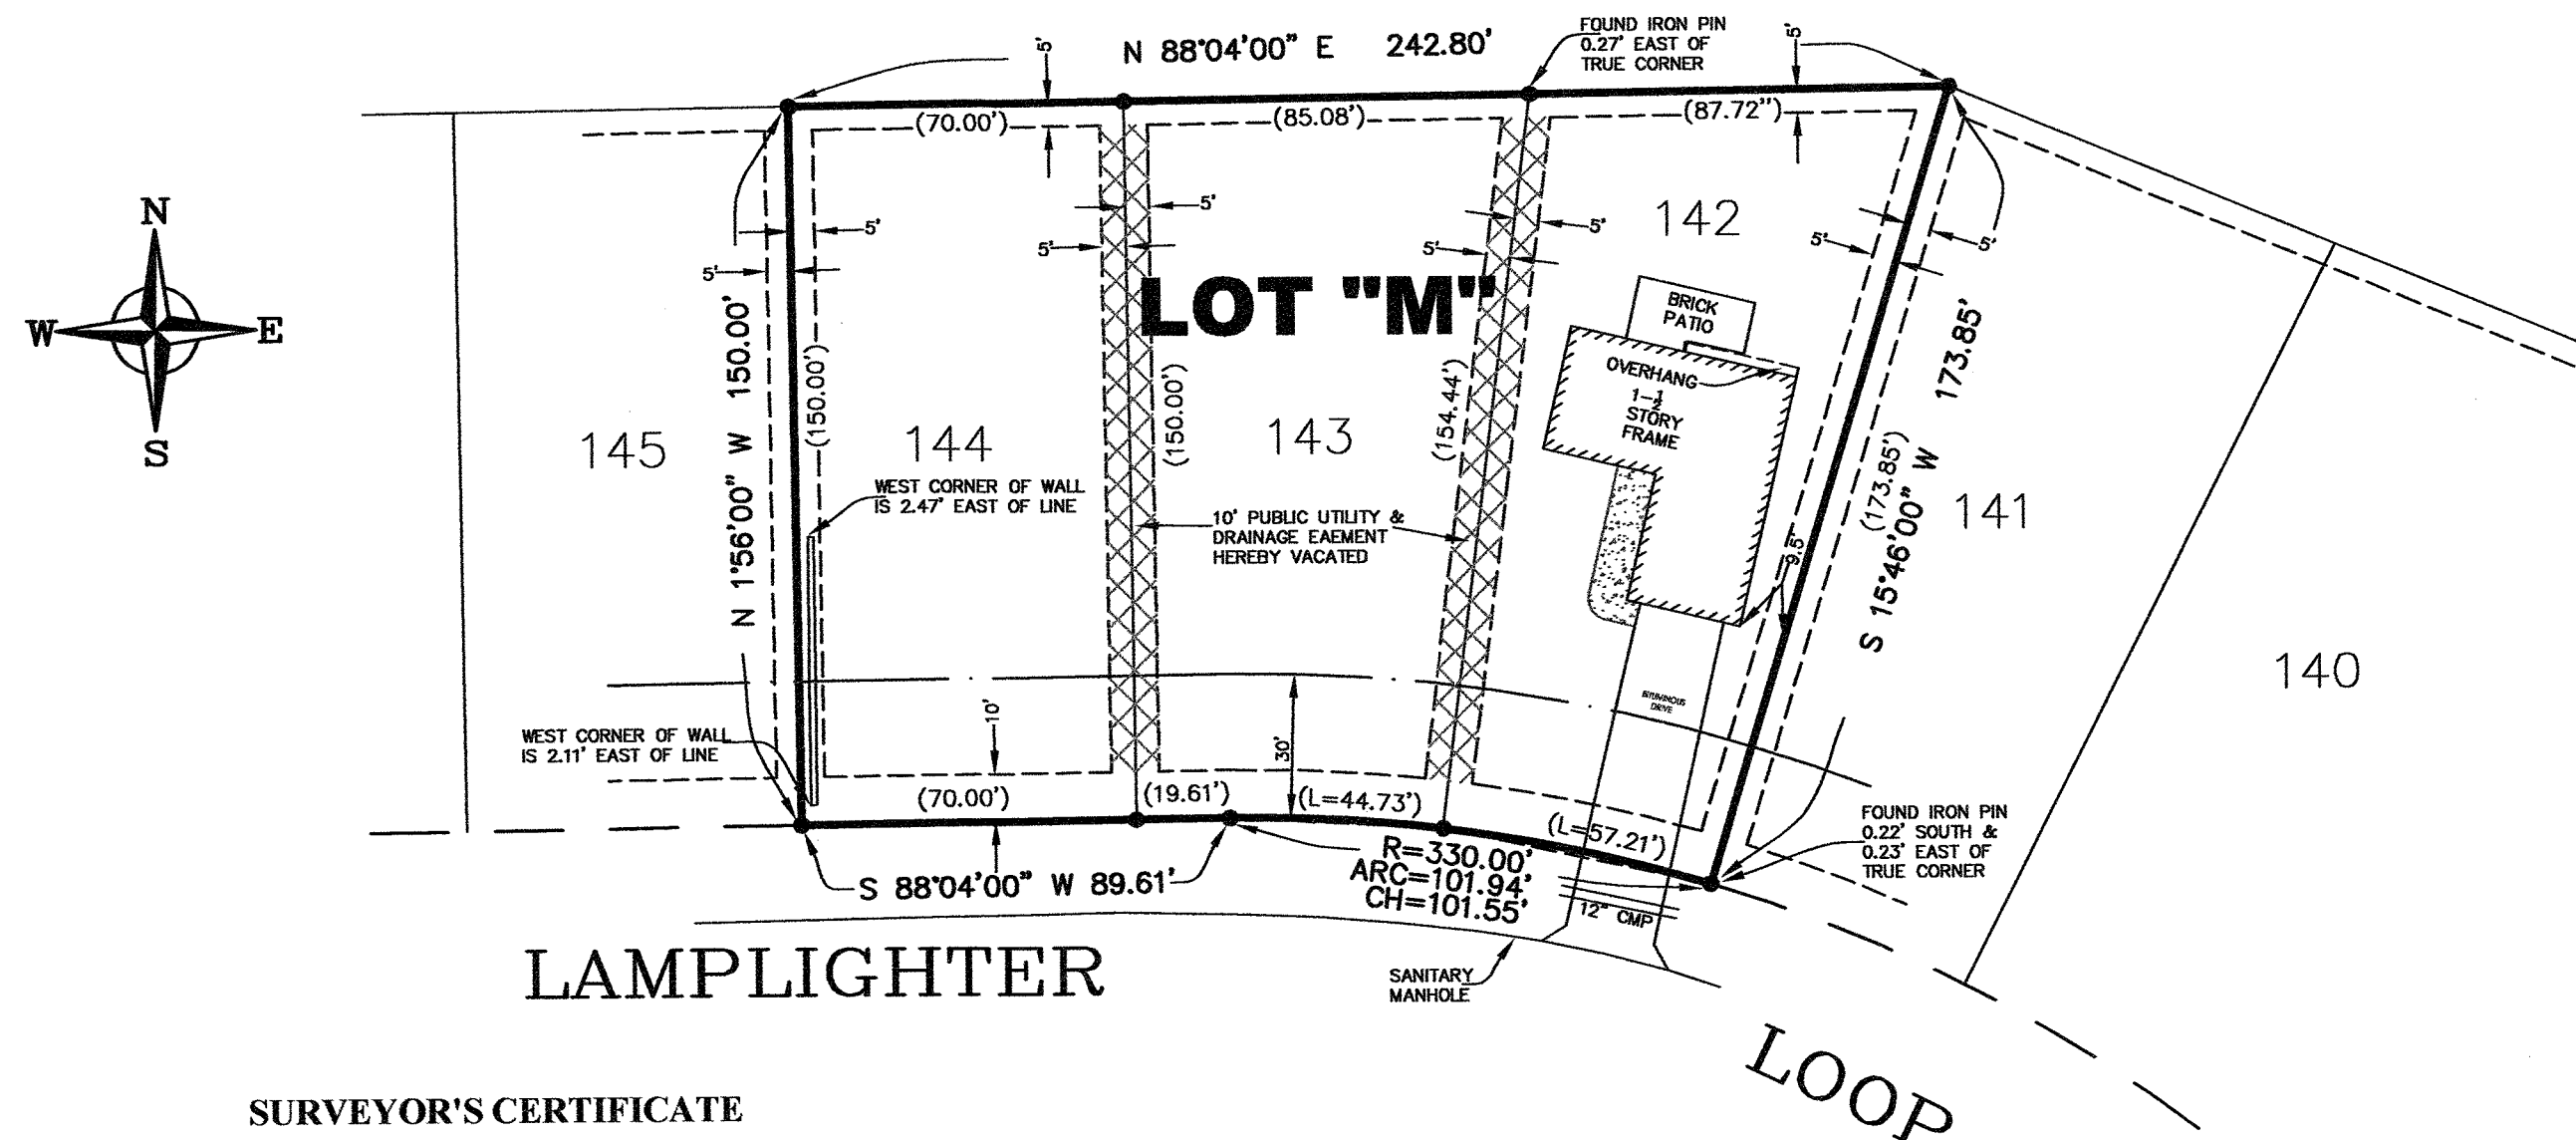 N 88°04'00" E 242.80'
FOUND IRON PIN
0.27' EAST OF
TRUE CORNER
5'
5'
(70.00')
(85.08')
(87.72")
N
W
E
S
5'
5'
5'
5'
5'
5'
5'
5'
142
LOT "M"
BRICK
PATIO
OVERHANG
1-1/2
STORY
FRAME
N 1°56'00" W 150.00'
(150.00')
(150.00')
(154.44')
S 15°46'00" W 173.85'
(173.85')
145
144
143
141
140
WEST CORNER OF WALL
IS 2.47' EAST OF LINE
10' PUBLIC UTILITY &
DRAINAGE EAEMENT
HEREBY VACATED
9.5'
BITUMINOUS
DRIVE
10'
30'
WEST CORNER OF WALL
IS 2.11' EAST OF LINE
(70.00')
(19.61')
(L=44.73')
(L=57.21')
FOUND IRON PIN
0.22' SOUTH &
0.23' EAST OF
TRUE CORNER
S 88°04'00" W 89.61'
R=330.00'
ARC=101.94'
CH=101.55'
12" CMP
SANITARY
MANHOLE
LAMPLIGHTER
LOOP
SURVEYOR'S CERTIFICATE